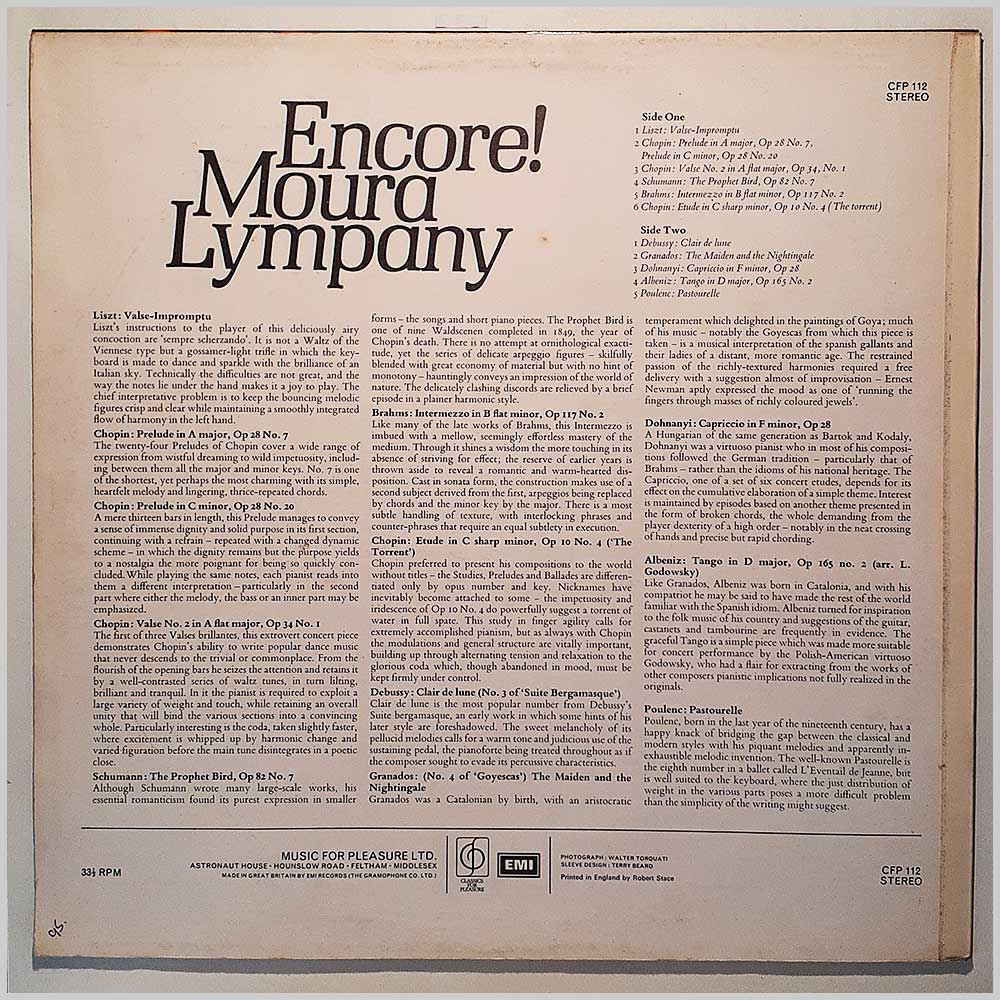 CFP 112
STEREO
Encore!
Moura
Lympany
Side One
1 Liszt: Valse-Impromptu
2 Chopin: Prelude in A major, Op 28 No. 7,
Prelude in C minor, Op 28 No. 20
3 Chopin: Valse No. 2 in A flat major, Op 34, No. 1
4 Schumann: The Prophet Bird, Op 82 No. 7
5 Brahms: Intermezzo in B flat minor, Op 117 No. 2
6 Chopin: Etude in C sharp minor, Op 10 No. 4 (The torrent)
Side Two
1 Debussy: Clair de lune
2 Granados: The Maiden and the Nightingale
3 Dohnanyi: Capriccio in F minor, Op 28
4 Albeniz: Tango in D major, Op 165 No. 2
5 Poulenc: Pastourelle
Liszt: Valse-Impromptu
Liszt's instructions to the player of this deliciously airy
concoction are 'sempre scherzando'. It is not a Waltz of the
Viennese type but a gossamer-light trifle in which the key-
board is made to dance and sparkle with the brilliance of an
Italian sky. Technically the difficulties are not great, and the
way the notes lie under the hand makes it a joy to play. The
chief interpretative problem is to keep the bouncing melodic
figures crisp and clear while maintaining a smoothly integrated
flow of harmony in the left hand.
Chopin: Prelude in A major, Op 28 No. 7
The twenty-four Preludes of Chopin cover a wide range of
expression from wistful dreaming to wild impetuosity, includ-
ing between them all the major and minor keys. No. 7 is one
of the shortest, yet perhaps the most charming with its simple,
heartfelt melody and lingering, thrice-repeated chords.
Chopin: Prelude in C minor, Op 28 No. 20
A mere thirteen bars in length, this Prelude manages to convey
a sense of immense dignity and solid purpose in its first section,
continuing with a refrain – repeated with a changed dynamic
scheme – in which the dignity remains but the purpose yields
to a nostalgia the more poignant for being so quickly con-
cluded. While playing the same notes, each pianist reads into
them a different interpretation – particularly in the second
part where either the melody, the bass or an inner part may be
emphasized.
Chopin: Valse No. 2 in A flat major, Op 34 No. 1
The first of three Valses brillantes, this extrovert concert piece
demonstrates Chopin's ability to write popular dance music
that never descends to the trivial or commonplace. From the
flourish of the opening bars he seizes the attention and retains it
by a well-contrasted series of waltz tunes, in turn lilting,
brilliant and tranquil. In it the pianist is required to exploit a
large variety of weight and touch, while retaining an overall
unity that will bind the various sections into a convincing
whole. Particularly interesting is the coda, taken slightly faster,
where excitement is whipped up by harmonic change and
varied figuration before the main tune disintegrates in a poetic
close.
Schumann: The Prophet Bird, Op 82 No. 7
Although Schumann wrote many large-scale works, his
essential romanticism found its purest expression in smaller
forms – the songs and short piano pieces. The Prophet Bird is
one of nine Waldscenen completed in 1849, the year of
Chopin's death. There is no attempt at ornithological exacti-
tude, yet the series of delicate arpeggio figures – skilfully
blended with great economy of material but with no hint of
monotony – hauntingly conveys an impression of the world of
nature. The delicately clashing discords are relieved by a brief
episode in a plainer harmonic style.
Brahms: Intermezzo in B flat minor, Op 117 No. 2
Like many of the late works of Brahms, this Intermezzo is
imbued with a mellow, seemingly effortless mastery of the
medium. Through it shines a wisdom the more touching in its
absence of striving for effect; the reserve of earlier years is
thrown aside to reveal a romantic and warm-hearted dis-
position. Cast in sonata form, the construction makes use of a
second subject derived from the first, arpeggios being replaced
by chords and the minor key by the major. There is a most
subtle handling of texture, with interlocking phrases and
counter-phrases that require an equal subtlety in execution.
Chopin: Etude in C sharp minor, Op 10 No. 4 ('The
Torrent')
Chopin preferred to present his compositions to the world
without titles – the Studies, Preludes and Ballades are differen-
tiated only by opus number and key. Nicknames have
inevitably become attached to some – the impetuosity and
iridescence of Op 10 No. 4 do powerfully suggest a torrent of
water in full spate. This study in finger agility calls for
extremely accomplished pianism, but as always with Chopin
the modulations and general structure are vitally important,
building up through alternating tension and relaxation to the
glorious coda which, though abandoned in mood, must be
kept firmly under control.
Debussy: Clair de lune (No. 3 of 'Suite Bergamasque')
Clair de lune is the most popular number from Debussy's
Suite bergamasque, an early work in which some hints of his
later style are foreshadowed. The sweet melancholy of its
pellucid melodies calls for a warm tone and judicious use of the
sustaining pedal, the pianoforte being treated throughout as if
the composer sought to evade its percussive characteristics.
Granados: (No. 4 of 'Goyescas') The Maiden and the
Nightingale
Granados was a Catalonian by birth, with an aristocratic
temperament which delighted in the paintings of Goya; much
of his music – notably the Goyescas from which this piece is
taken – is a musical interpretation of the spanish gallants and
their ladies of a distant, more romantic age. The restrained
passion of the richly-textured harmonies required a free
delivery with a suggestion almost of improvisation – Ernest
Newman aptly expressed the mood as one of 'running the
fingers through masses of richly coloured jewels'.
Dohnanyi: Capriccio in F minor, Op 28
A Hungarian of the same generation as Bartok and Kodaly,
Dohnanyi was a virtuoso pianist who in most of his composi-
tions followed the German tradition – particularly that of
Brahms – rather than the idioms of his national heritage. The
Capriccio, one of a set of six concert etudes, depends for its
effect on the cumulative elaboration of a simple theme. Interest
is maintained by episodes based on another theme presented in
the form of broken chords, the whole demanding from the
player dexterity of a high order – notably in the neat crossing
of hands and precise but rapid chording.
Albeniz: Tango in D major, Op 165 no. 2 (arr. L.
Godowsky)
Like Granados, Albeniz was born in Catalonia, and with his
compatriot he may be said to have made the rest of the world
familiar with the Spanish idiom. Albeniz turned for inspiration
to the folk music of his country and suggestions of the guitar,
castanets and tambourine are frequently in evidence. The
graceful Tango is a simple piece which was made more suitable
for concert performance by the Polish-American virtuoso
Godowsky, who had a flair for extracting from the works of
other composers pianistic implications not fully realized in the
originals.
Poulenc: Pastourelle
Poulenc, born in the last year of the nineteenth century, has a
happy knack of bridging the gap between the classical and
modern styles with his piquant melodies and apparently in-
exhaustible melodic invention. The well-known Pastourelle is
the eighth number in a ballet called L'Eventail de Jeanne, but
is well suited to the keyboard, where the just distribution of
weight in the various parts poses a more difficult problem
than the simplicity of the writing might suggest.
33⅓ RPM
MUSIC FOR PLEASURE LTD.
ASTRONAUT HOUSE · HOUNSLOW ROAD · FELTHAM · MIDDLESEX
MADE IN GREAT BRITAIN BY EMI RECORDS (THE GRAMOPHONE CO. LTD.)
CLASSICS
FOR
PLEASURE
EMI
PHOTOGRAPH: WALTER TORQUATI
SLEEVE DESIGN: TERRY BEARD
Printed in England by Robert Stace
CFP 112
STEREO